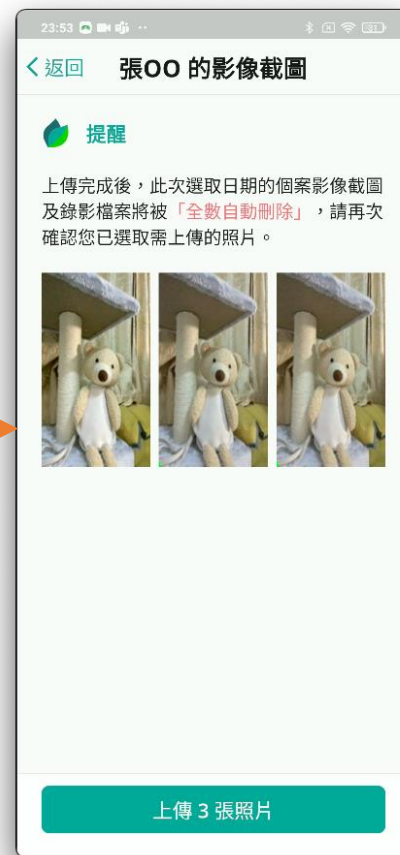 23:53
返回
張OO 的影像截圖
提醒
上傳完成後，此次選取日期的個案影像截圖
及錄影檔案將被「全數自動刪除」，請再次
確認您已選取需上傳的照片。
上傳 3 張照片